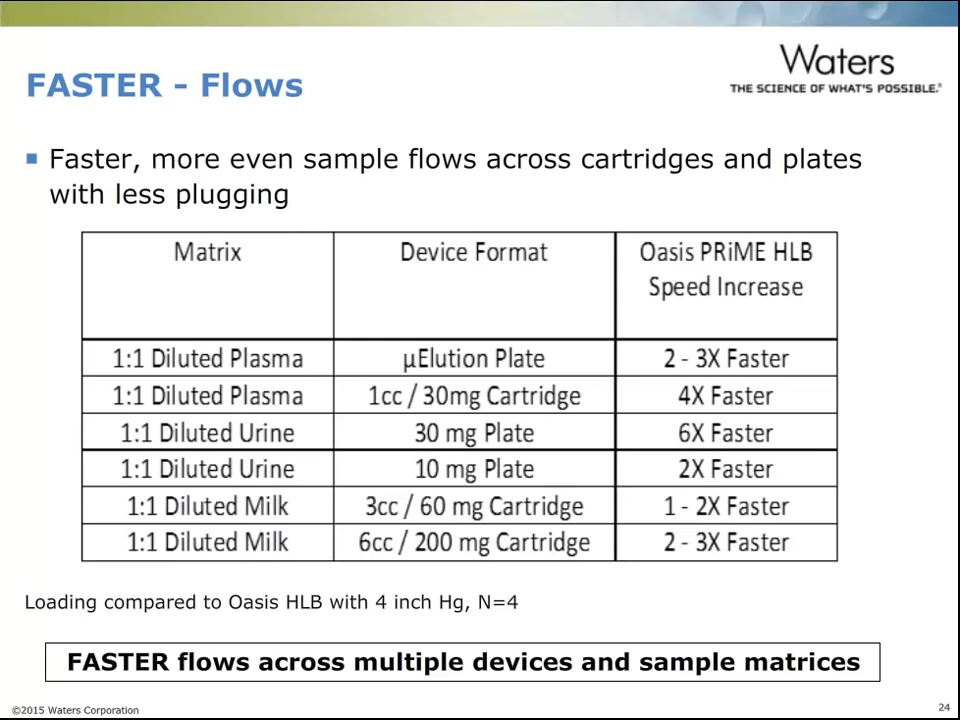 Waters
THE SCIENCE OF WHAT'S POSSIBLE.®
FASTER - Flows
■ Faster, more even sample flows across cartridges and plates
with less plugging
Matrix Device Format Oasis PRiME HLB
Speed Increase
1:1 Diluted Plasma µElution Plate 2 - 3X Faster
1:1 Diluted Plasma 1cc / 30mg Cartridge 4X Faster
1:1 Diluted Urine 30 mg Plate 6X Faster
1:1 Diluted Urine 10 mg Plate 2X Faster
1:1 Diluted Milk 3cc / 60 mg Cartridge 1 - 2X Faster
1:1 Diluted Milk 6cc / 200 mg Cartridge 2 - 3X Faster
Loading compared to Oasis HLB with 4 inch Hg, N=4
FASTER flows across multiple devices and sample matrices
©2015 Waters Corporation 24